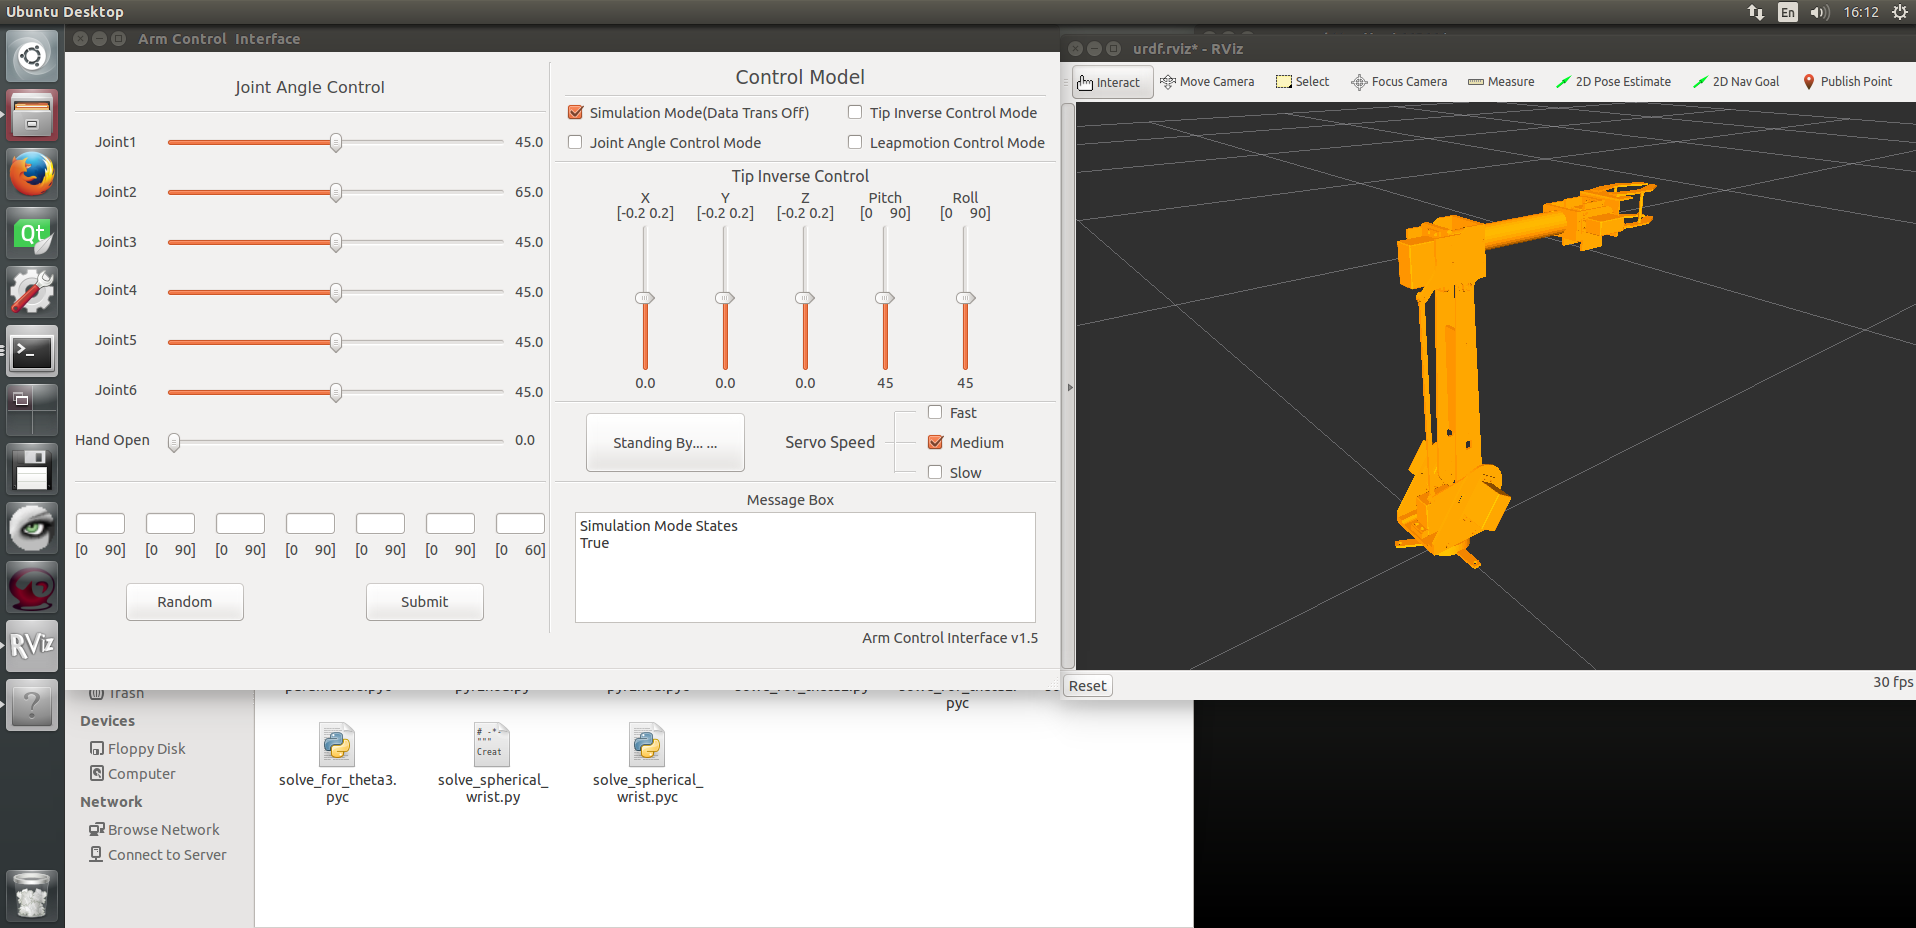 Ubuntu Desktop
En
16:12
Arm Control Interface
Joint Angle Control
Joint1
45.0
Joint2
65.0
Joint3
45.0
Joint4
45.0
Joint5
45.0
Joint6
45.0
Hand Open
0.0
[0 90] [0 90] [0 90] [0 90] [0 90] [0 90] [0 60]
Random
Submit
Control Model
Simulation Mode(Data Trans Off)
Tip Inverse Control Mode
Joint Angle Control Mode
Leapmotion Control Mode
Tip Inverse Control
X Y Z Pitch Roll
[-0.2 0.2] [-0.2 0.2] [-0.2 0.2] [0 90] [0 90]
0.0 0.0 0.0 45 45
Standing By... ...
Servo Speed
Fast
Medium
Slow
Message Box
Simulation Mode States
True
Arm Control Interface v1.5
urdf.rviz* - RViz
Interact
Move Camera
Select
Focus Camera
Measure
2D Pose Estimate
2D Nav Goal
Publish Point
Reset
30 fps
Qt
>_
RViz
?
Trash
Devices
Floppy Disk
Computer
Network
Browse Network
Connect to Server
pyc
# -*-
"""
Creat
solve_for_theta3.
pyc
solve_spherical_
wrist.py
solve_spherical_
wrist.pyc